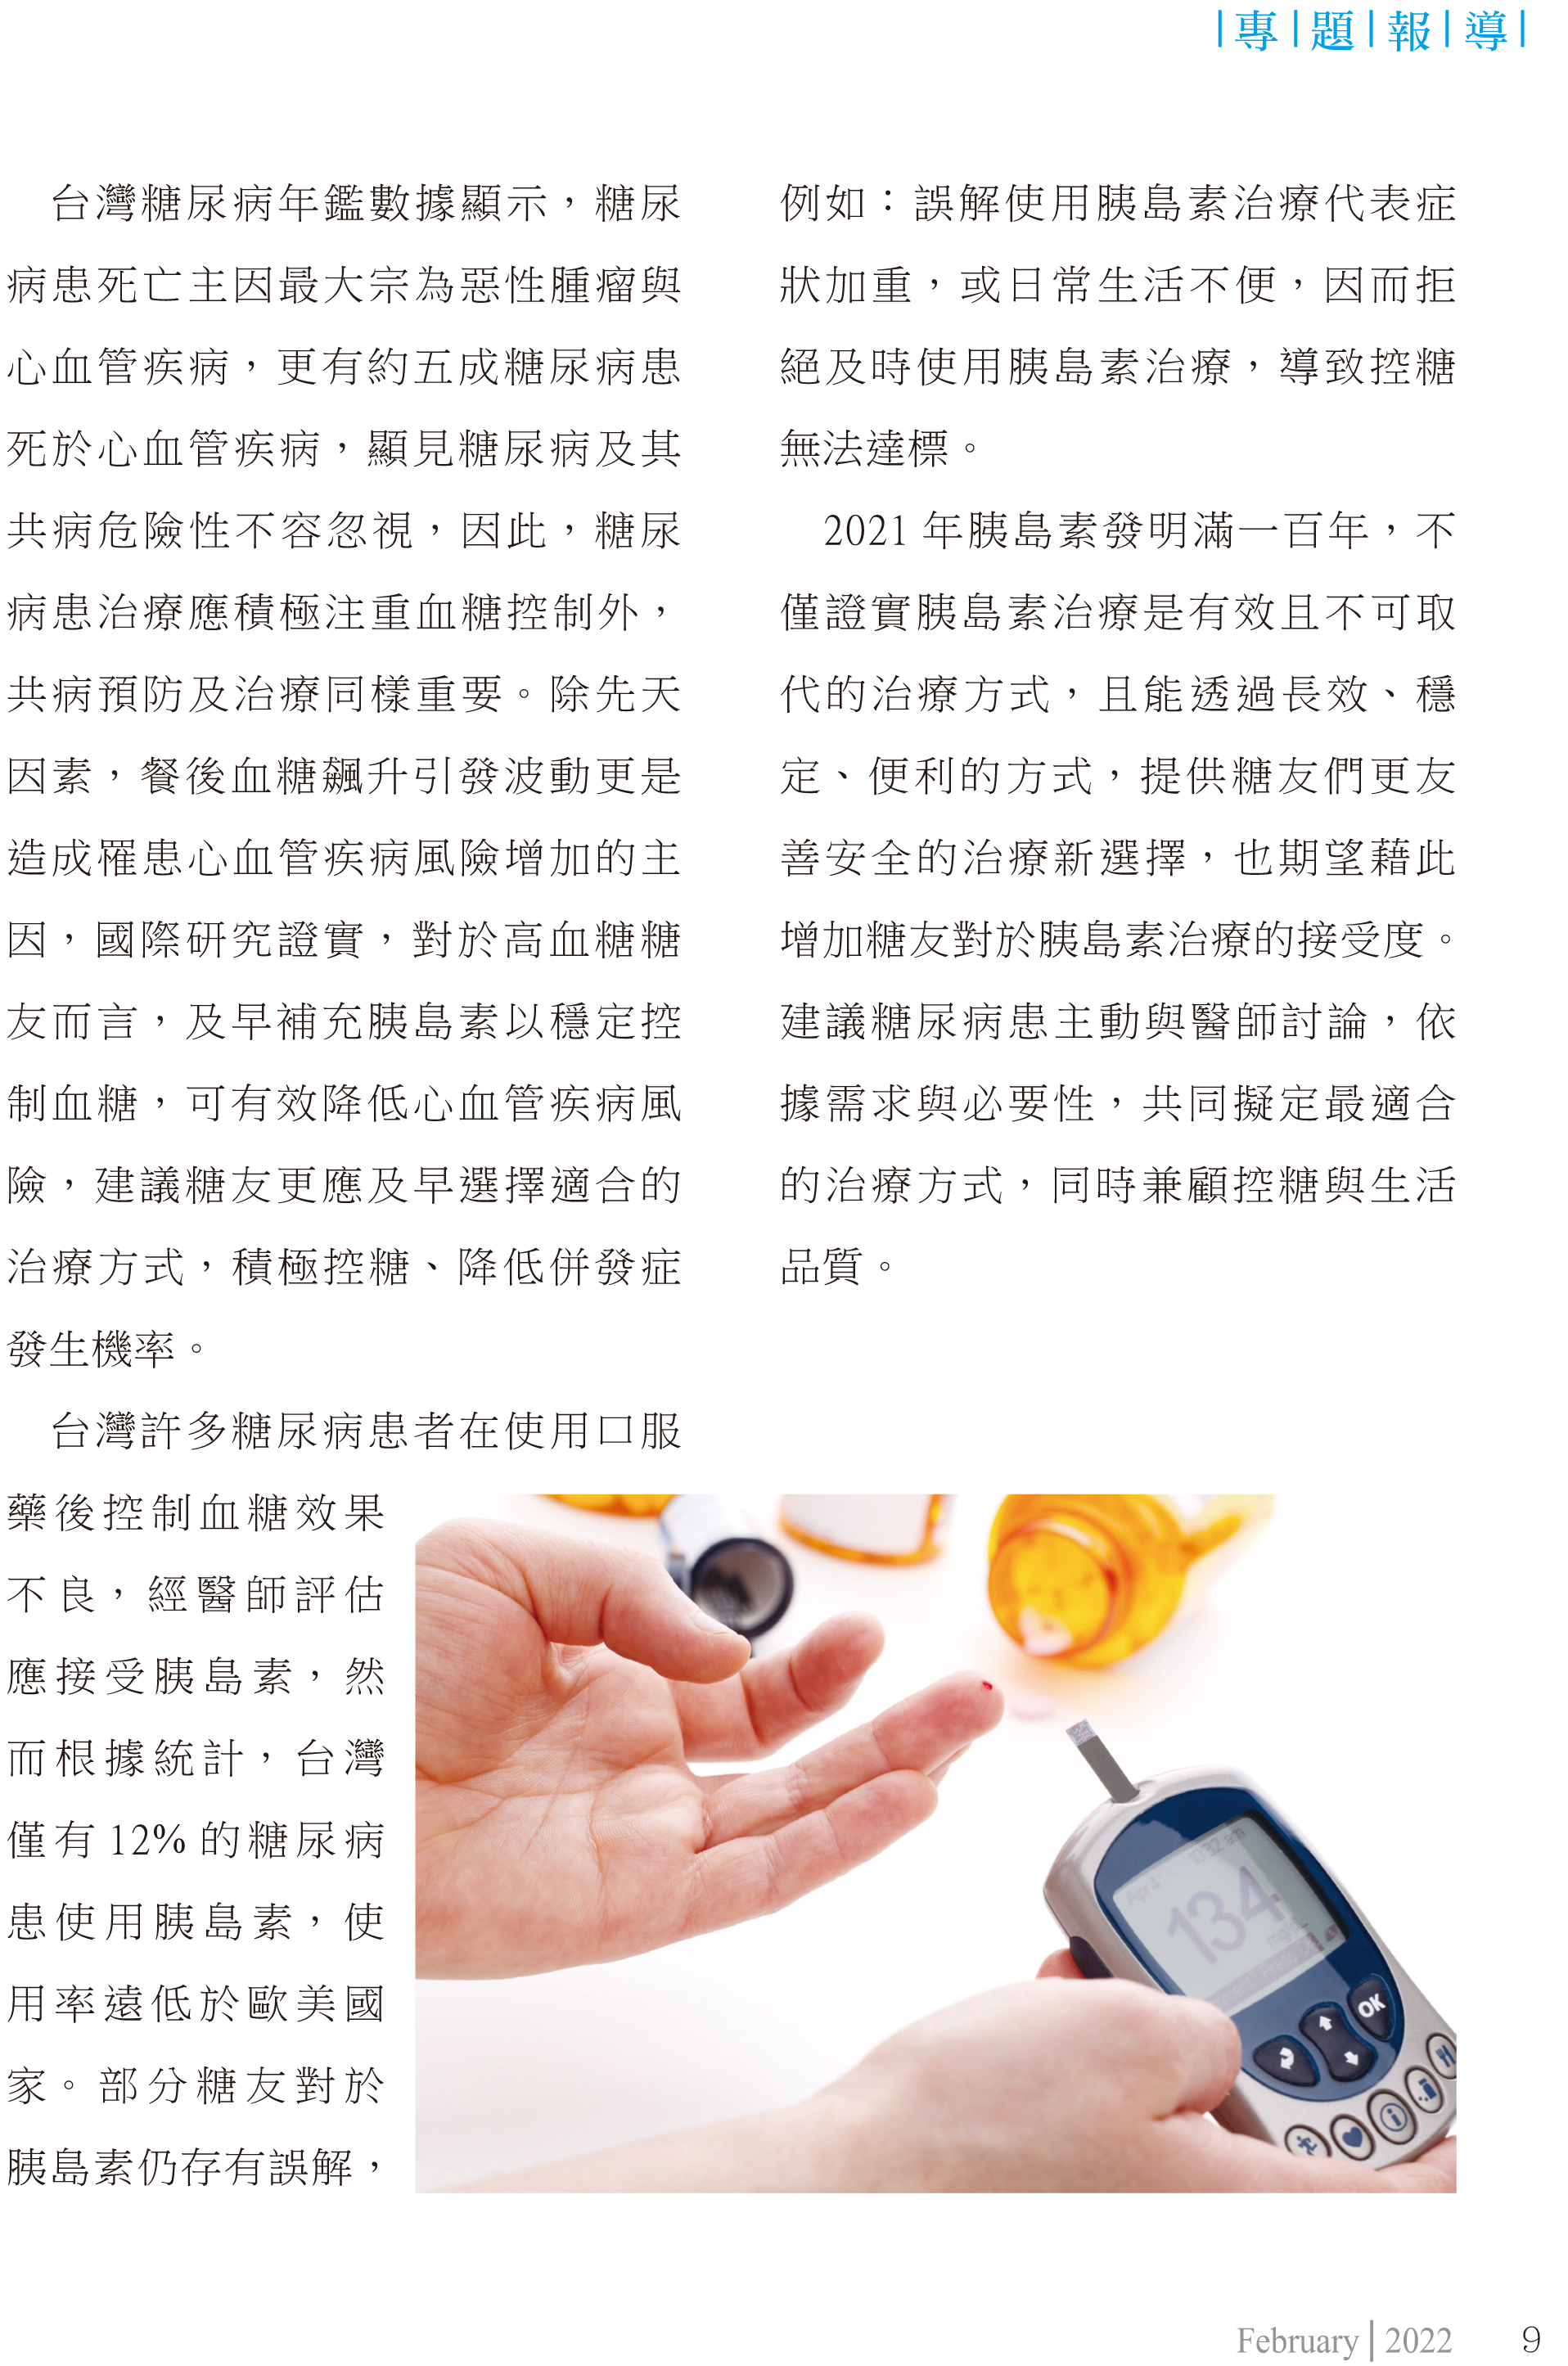 |專|題|報|導|
台灣糖尿病年鑑數據顯示，糖尿
病患死亡主因最大宗為惡性腫瘤與
心血管疾病，更有約五成糖尿病患
死於心血管疾病，顯見糖尿病及其
共病危險性不容忽視，因此，糖尿
病患治療應積極注重血糖控制外，
共病預防及治療同樣重要。除先天
因素，餐後血糖飆升引發波動更是
造成罹患心血管疾病風險增加的主
因，國際研究證實，對於高血糖糖
友而言，及早補充胰島素以穩定控
制血糖，可有效降低心血管疾病風
險，建議糖友更應及早選擇適合的
治療方式，積極控糖、降低併發症
發生機率。
台灣許多糖尿病患者在使用口服
藥後控制血糖效果
不良，經醫師評估
應接受胰島素，然
而根據統計，台灣
僅有 12% 的糖尿病
患使用胰島素，使
用率遠低於歐美國
家。部分糖友對於
胰島素仍存有誤解，
例如：誤解使用胰島素治療代表症
狀加重，或日常生活不便，因而拒
絕及時使用胰島素治療，導致控糖
無法達標。
2021 年胰島素發明滿一百年，不
僅證實胰島素治療是有效且不可取
代的治療方式，且能透過長效、穩
定、便利的方式，提供糖友們更友
善安全的治療新選擇，也期望藉此
增加糖友對於胰島素治療的接受度。
建議糖尿病患主動與醫師討論，依
據需求與必要性，共同擬定最適合
的治療方式，同時兼顧控糖與生活
品質。
Apr 4
134
OK
February | 2022 9